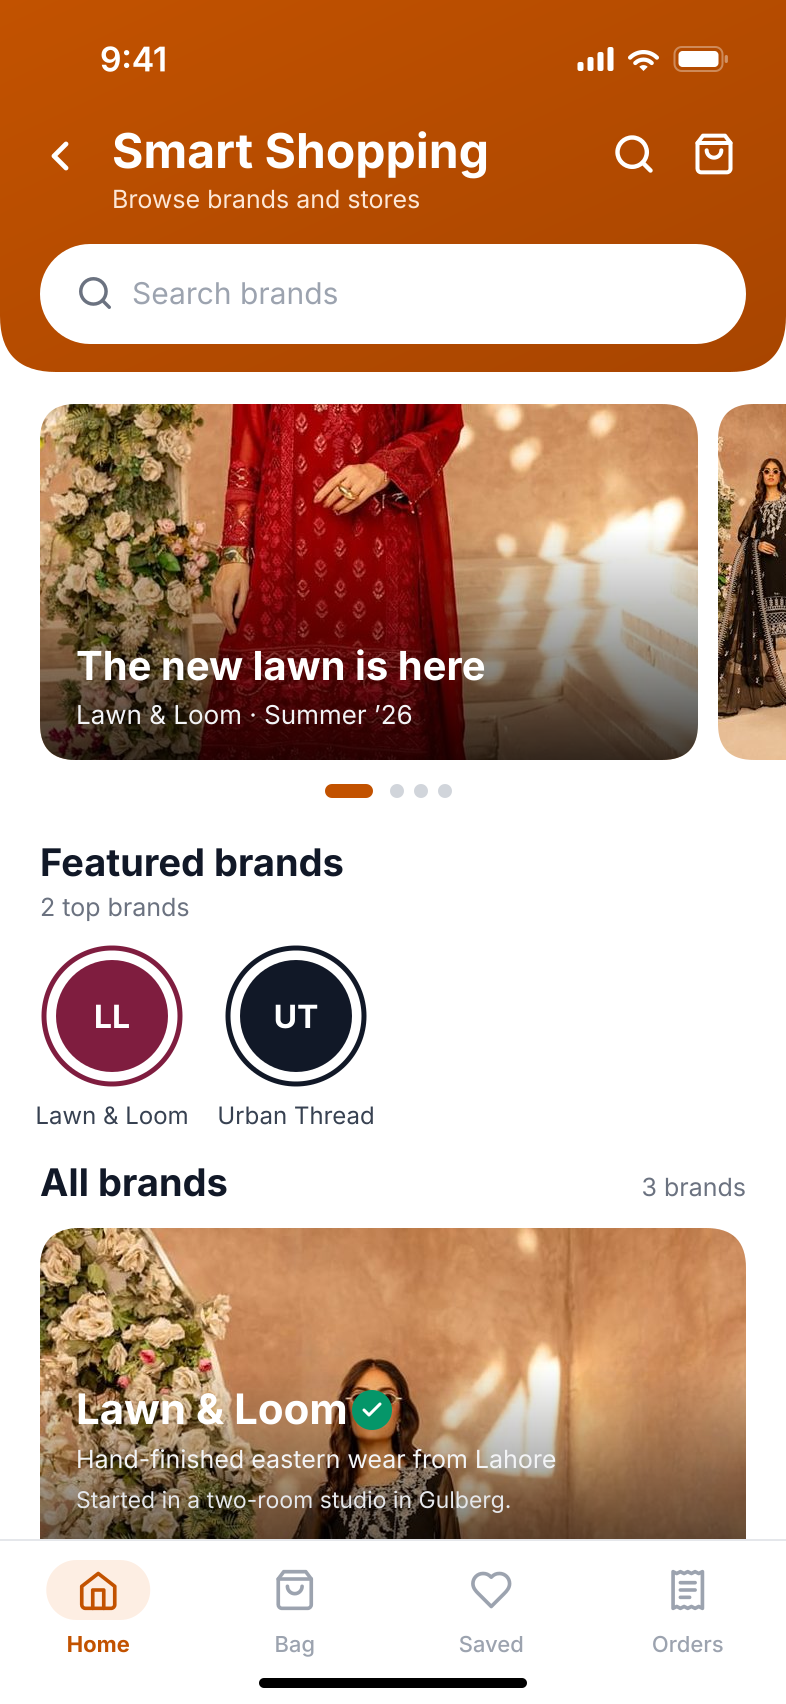 9:41
Smart Shopping
Browse brands and stores
Search brands
The new lawn is here
Lawn & Loom · Summer ’26
Featured brands
2 top brands
LL
UT
Lawn & Loom
Urban Thread
All brands
3 brands
Lawn & Loom
Hand-finished eastern wear from Lahore
Started in a two-room studio in Gulberg.
Home
Bag
Saved
Orders